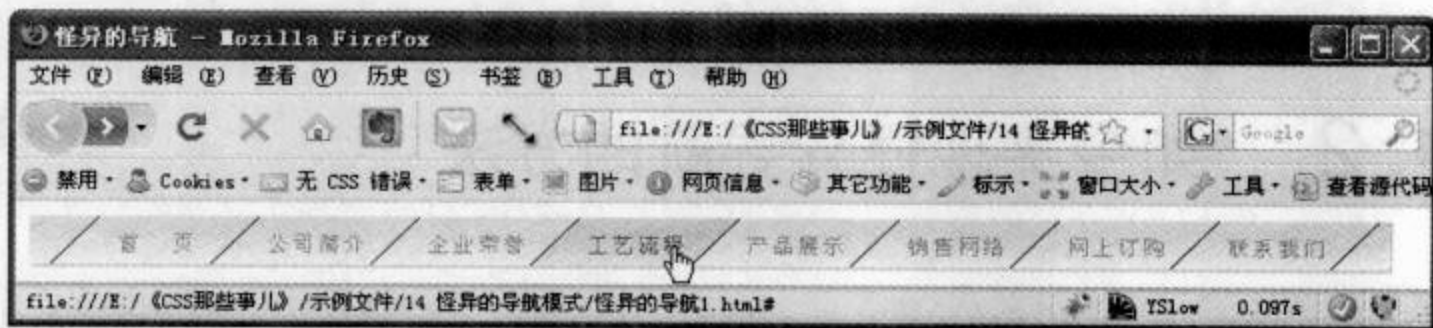 怪异的导航 - Mozilla Firefox
文件 (F) 编辑 (E) 查看 (V) 历史 (S) 书签 (B) 工具 (T) 帮助 (H)
file:///E:/《CSS那些事儿》/示例文件/14 怪异的 G Google
禁用 Cookies 无 CSS 错误 表单 图片 网页信息 其它功能 标示 窗口大小 工具 查看源代码
首 页 公司简介 企业荣誉 工艺流程 产品展示 销售网络 网上订购 联系我们
file:///E:/《CSS那些事儿》/示例文件/14 怪异的导航模式/怪异的导航1.html# YSlow 0.097s